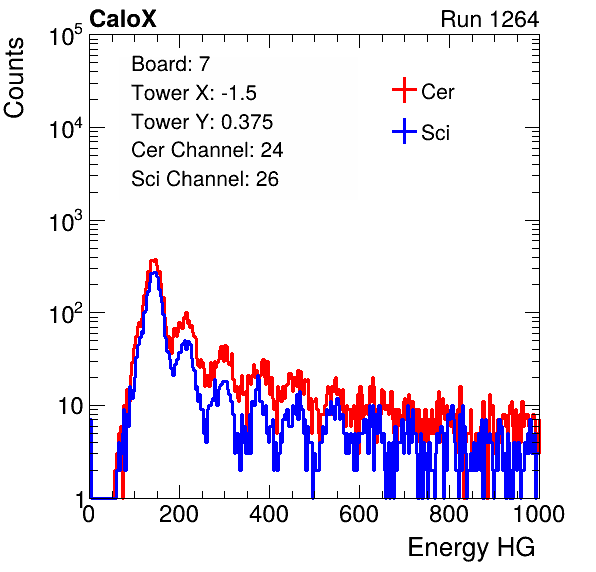 CaloX Run 1264
Counts
10^5
10^4
10^3
10^2
10
1
Board: 7
Tower X: -1.5
Tower Y: 0.375
Cer Channel: 24
Sci Channel: 26
Cer
Sci
0 200 400 600 800 1000
Energy HG